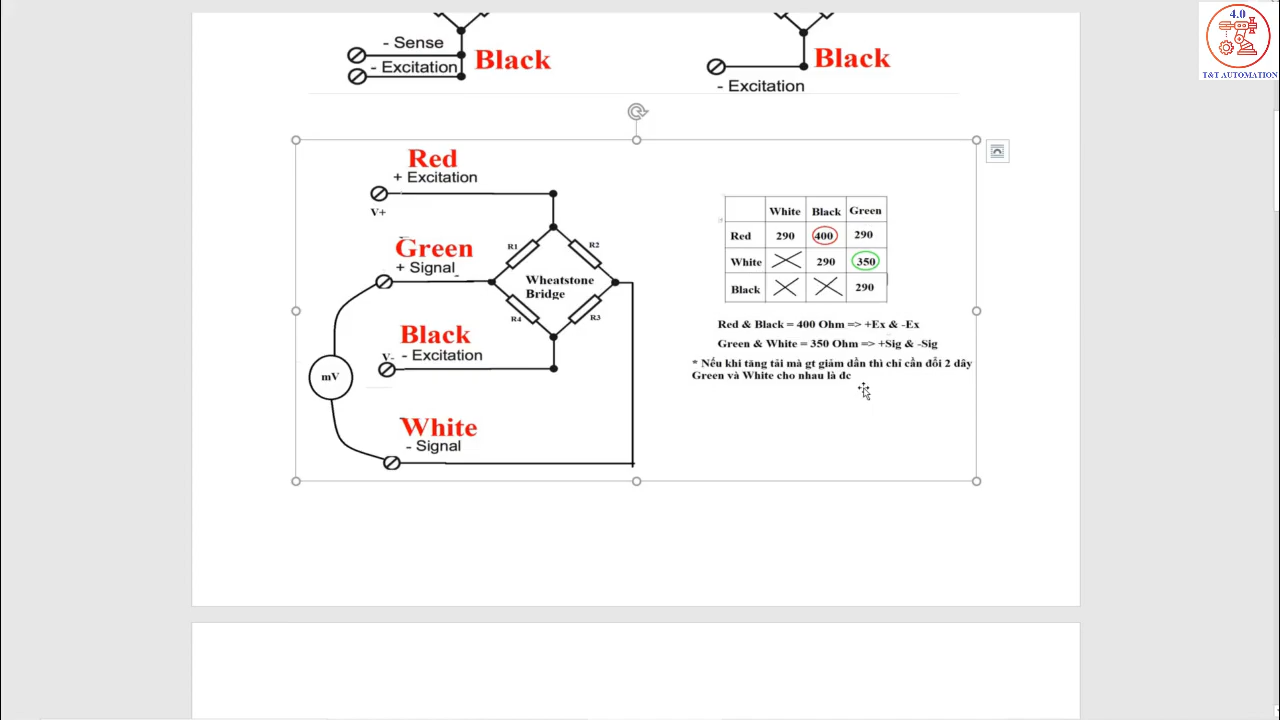 4.0
T&T AUTOMATION
- Sense
- Excitation
Black
Black
- Excitation
Red
+ Excitation
V+
Green
+ Signal
R1
R2
Wheatstone
Bridge
R4
R3
Black
V-
- Excitation
mV
White
- Signal
White Black Green
Red 290 400 290
White 290 350
Black 290
Red & Black = 400 Ohm => +Ex & -Ex
Green & White = 350 Ohm => +Sig & -Sig
* Nếu khi tăng tải mà gt giảm dần thì chỉ cần đổi 2 dây
Green và White cho nhau là đc